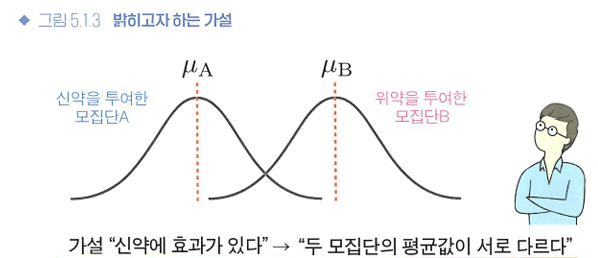 ◆ 그림 5.1.3 밝히고자 하는 가설
μA
μB
신약을 투여한
모집단A
위약을 투여한
모집단B
가설 “신약에 효과가 있다” → “두 모집단의 평균값이 서로 다르다”